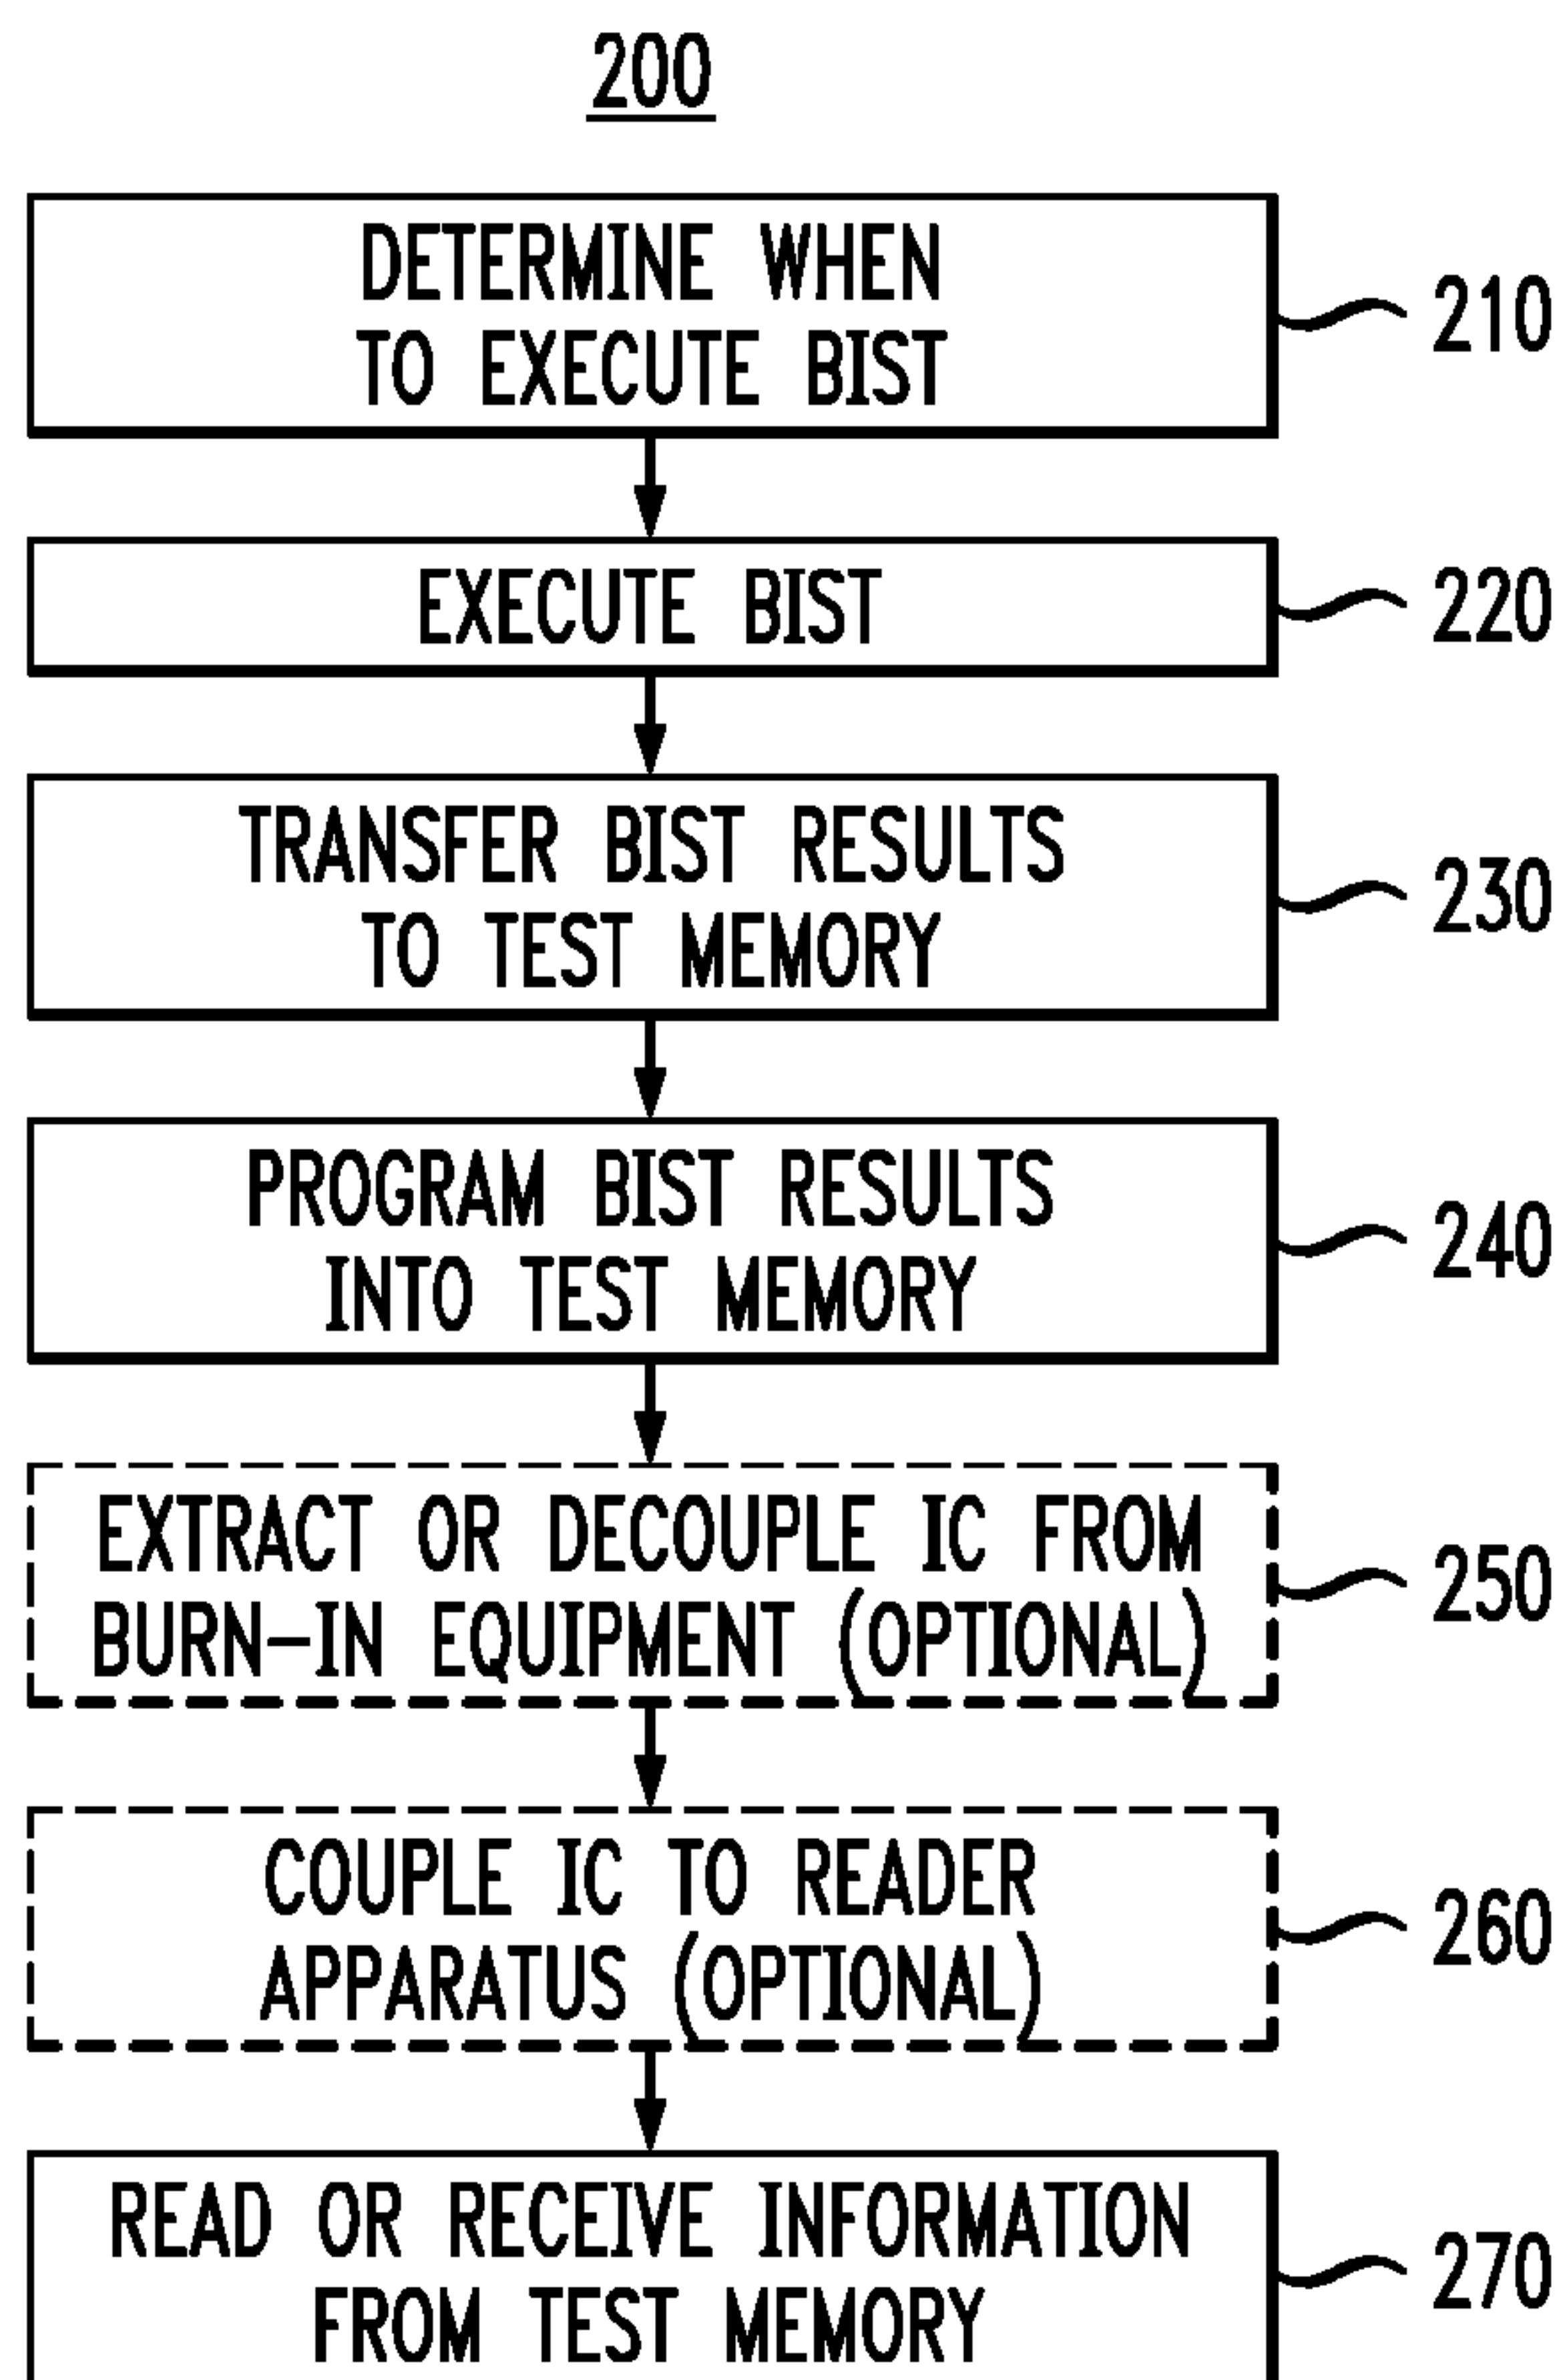 200
DETERMINE WHEN
TO EXECUTE BIST
210
EXECUTE BIST
220
TRANSFER BIST RESULTS
TO TEST MEMORY
230
PROGRAM BIST RESULTS
INTO TEST MEMORY
240
EXTRACT OR DECOUPLE IC FROM
BURN-IN EQUIPMENT (OPTIONAL)
250
COUPLE IC TO READER
APPARATUS (OPTIONAL)
260
READ OR RECEIVE INFORMATION
FROM TEST MEMORY
270